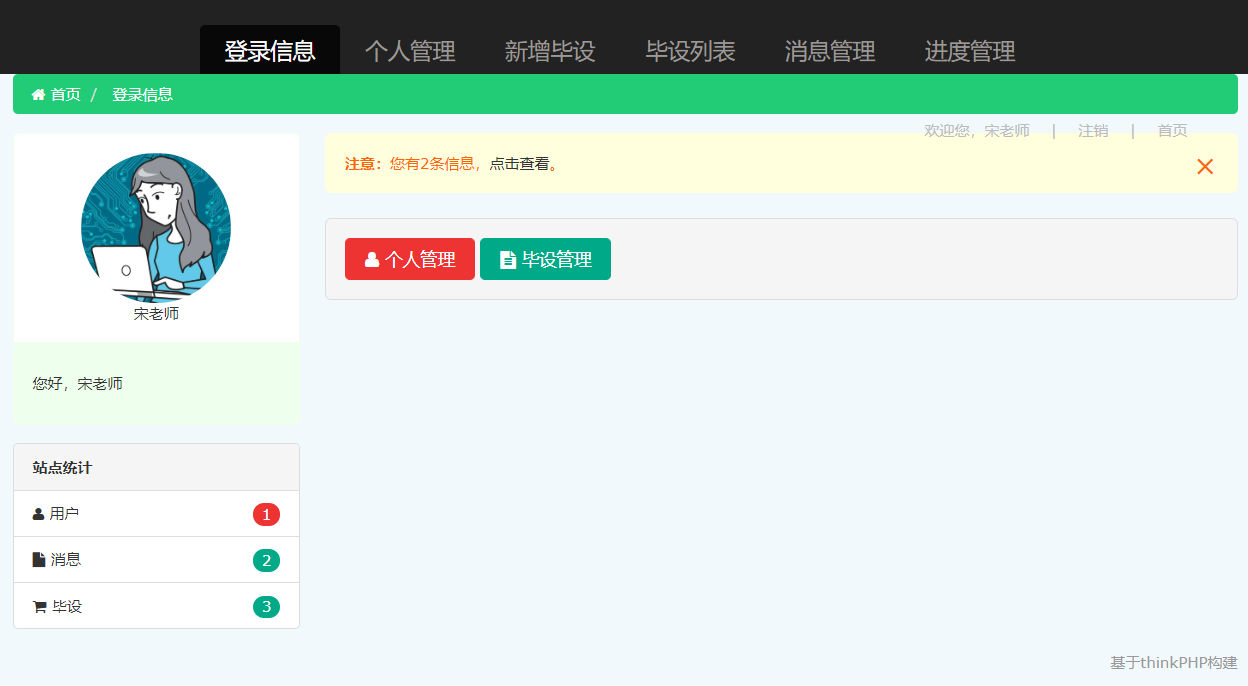 登录信息 个人管理 新增毕设 毕设列表 消息管理 进度管理
首页 / 登录信息
欢迎您，宋老师 | 注销 | 首页
注意：您有2条信息，点击查看。
个人管理 毕设管理
宋老师
您好，宋老师
站点统计
用户 1
消息 2
毕设 3
基于thinkPHP构建